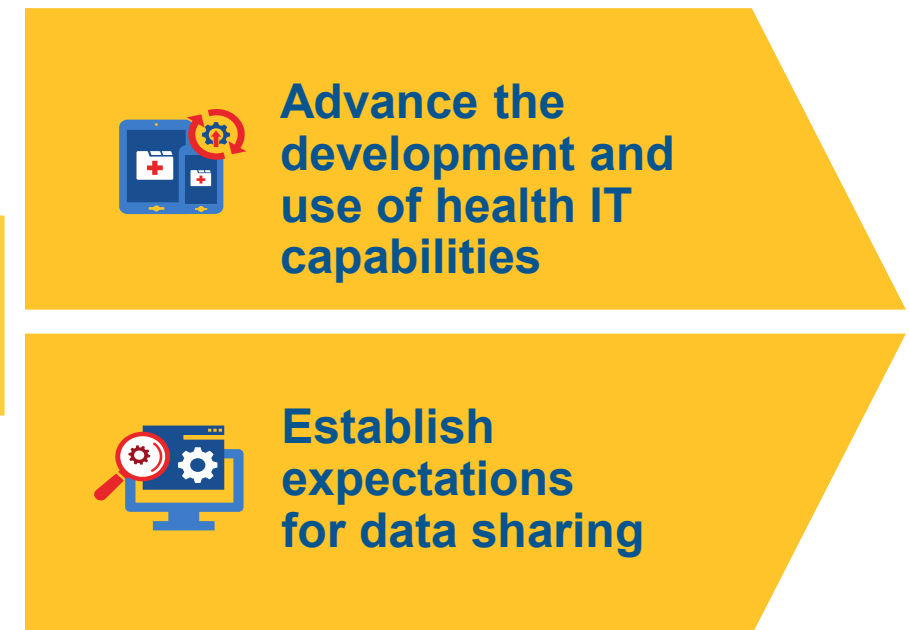 Advance the
development and
use of health IT
capabilities
Establish
expectations
for data sharing